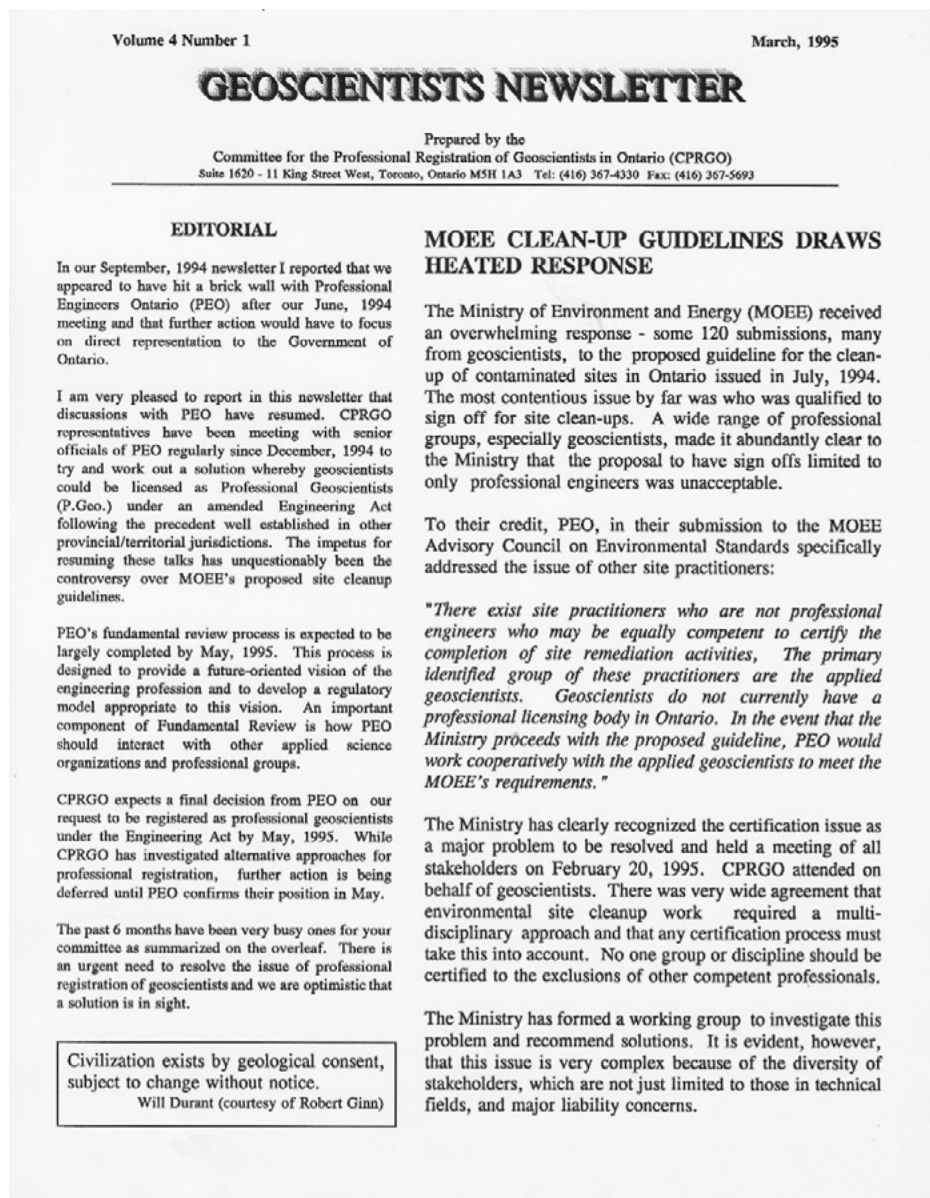 Volume 4 Number 1
March, 1995
GEOSCIENTISTS NEWSLETTER
Prepared by the
Committee for the Professional Registration of Geoscientists in Ontario (CPRGO)
Suite 1620 - 11 King Street West, Toronto, Ontario M5H 1A3 Tel: (416) 367-4330 Fax: (416) 367-5693
EDITORIAL
In our September, 1994 newsletter I reported that we
appeared to have hit a brick wall with Professional
Engineers Ontario (PEO) after our June, 1994
meeting and that further action would have to focus
on direct representation to the Government of
Ontario.
I am very pleased to report in this newsletter that
discussions with PEO have resumed. CPRGO
representatives have been meeting with senior
officials of PEO regularly since December, 1994 to
try and work out a solution whereby geoscientists
could be licensed as Professional Geoscientists
(P.Geo.) under an amended Engineering Act
following the precedent well established in other
provincial/territorial jurisdictions. The impetus for
resuming these talks has unquestionably been the
controversy over MOEE's proposed site cleanup
guidelines.
PEO's fundamental review process is expected to be
largely completed by May, 1995. This process is
designed to provide a future-oriented vision of the
engineering profession and to develop a regulatory
model appropriate to this vision. An important
component of Fundamental Review is how PEO
should interact with other applied science
organizations and professional groups.
CPRGO expects a final decision from PEO on our
request to be registered as professional geoscientists
under the Engineering Act by May, 1995. While
CPRGO has investigated alternative approaches for
professional registration, further action is being
deferred until PEO confirms their position in May.
The past 6 months have been very busy ones for your
committee as summarized on the overleaf. There is
an urgent need to resolve the issue of professional
registration of geoscientists and we are optimistic that
a solution is in sight.
Civilization exists by geological consent,
subject to change without notice.
Will Durant (courtesy of Robert Ginn)
MOEE CLEAN-UP GUIDELINES DRAWS
HEATED RESPONSE
The Ministry of Environment and Energy (MOEE) received
an overwhelming response - some 120 submissions, many
from geoscientists, to the proposed guideline for the clean-
up of contaminated sites in Ontario issued in July, 1994.
The most contentious issue by far was who was qualified to
sign off for site clean-ups. A wide range of professional
groups, especially geoscientists, made it abundantly clear to
the Ministry that the proposal to have sign offs limited to
only professional engineers was unacceptable.
To their credit, PEO, in their submission to the MOEE
Advisory Council on Environmental Standards specifically
addressed the issue of other site practitioners:
"There exist site practitioners who are not professional
engineers who may be equally competent to certify the
completion of site remediation activities, The primary
identified group of these practitioners are the applied
geoscientists. Geoscientists do not currently have a
professional licensing body in Ontario. In the event that the
Ministry proceeds with the proposed guideline, PEO would
work cooperatively with the applied geoscientists to meet the
MOEE's requirements."
The Ministry has clearly recognized the certification issue as
a major problem to be resolved and held a meeting of all
stakeholders on February 20, 1995. CPRGO attended on
behalf of geoscientists. There was very wide agreement that
environmental site cleanup work required a multi-
disciplinary approach and that any certification process must
take this into account. No one group or discipline should be
certified to the exclusions of other competent professionals.
The Ministry has formed a working group to investigate this
problem and recommend solutions. It is evident, however,
that this issue is very complex because of the diversity of
stakeholders, which are not just limited to those in technical
fields, and major liability concerns.